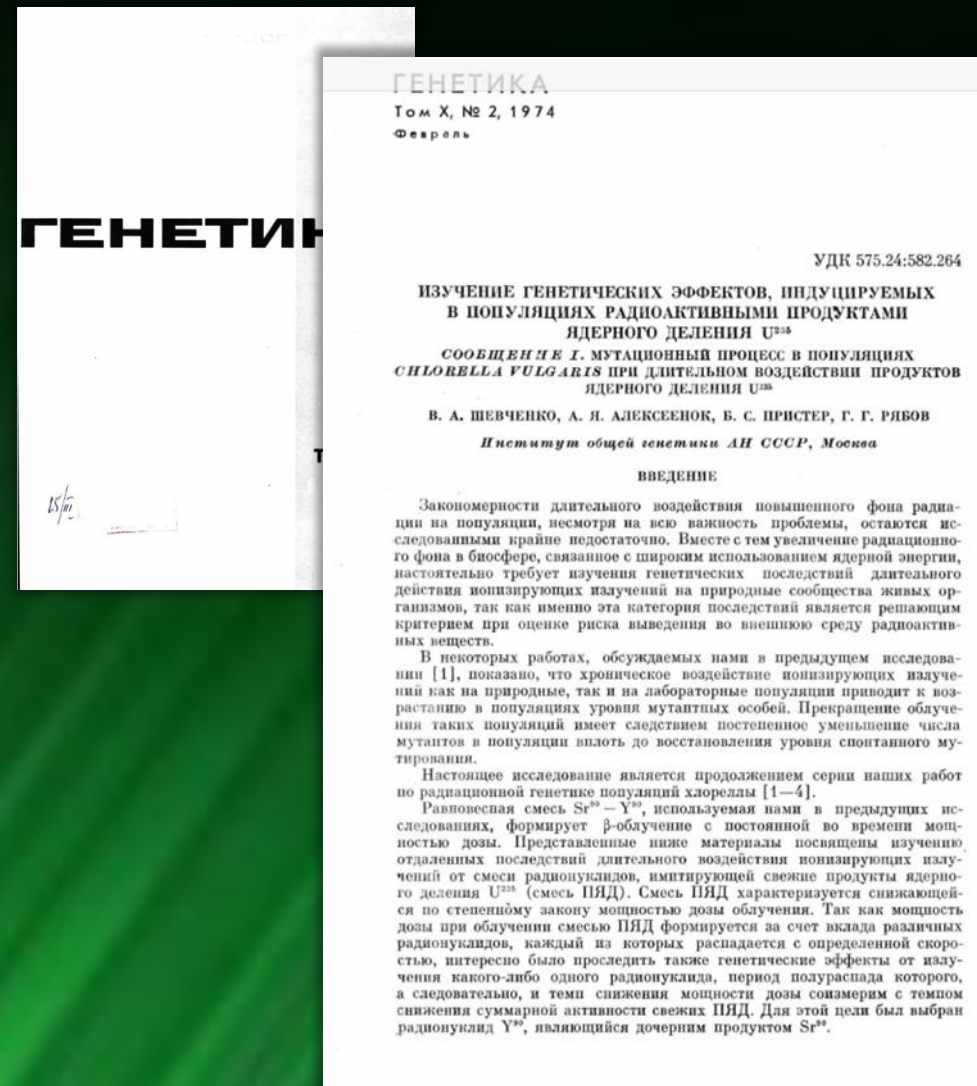 ГЕНЕТИ
15/III
ГЕНЕТИКА
Том X, № 2, 1974
Февраль
УДК 575.24:582.264
ИЗУЧЕНИЕ ГЕНЕТИЧЕСКИХ ЭФФЕКТОВ, ИНДУЦИРУЕМЫХ
В ПОПУЛЯЦИЯХ РАДИОАКТИВНЫМИ ПРОДУКТАМИ
ЯДЕРНОГО ДЕЛЕНИЯ U²³⁵
СООБЩЕНИЕ I. МУТАЦИОННЫЙ ПРОЦЕСС В ПОПУЛЯЦИЯХ
CHLORELLA VULGARIS ПРИ ДЛИТЕЛЬНОМ ВОЗДЕЙСТВИИ ПРОДУКТОВ
ЯДЕРНОГО ДЕЛЕНИЯ U²³⁵
В. А. ШЕВЧЕНКО, А. Я. АЛЕКСЕЕНОК, Б. С. ПРИСТЕР, Г. Г. РЯБОВ
Институт общей генетики АН СССР, Москва
ВВЕДЕНИЕ
Закономерности длительного воздействия повышенного фона радиа-
ции на популяции, несмотря на всю важность проблемы, остаются ис-
следованными крайне недостаточно. Вместе с тем увеличение радиационно-
го фона в биосфере, связанное с широким использованием ядерной энергии,
настоятельно требует изучения генетических последствий длительного
действия ионизирующих излучений на природные сообщества живых ор-
ганизмов, так как именно эта категория последствий является решающим
критерием при оценке риска выведения во внешнюю среду радиоактив-
ных веществ.
В некоторых работах, обсуждаемых нами в предыдущем исследова-
нии [1], показано, что хроническое воздействие ионизирующих излуче-
ний как на природные, так и на лабораторные популяции приводит к воз-
растанию в популяциях уровня мутантных особей. Прекращение облуче-
ния таких популяций имеет следствием постепенное уменьшение числа
мутантов в популяции вплоть до восстановления уровня спонтанного му-
тирования.
Настоящее исследование является продолжением серии наших работ
по радиационной генетике популяций хлореллы [1—4].
Равновесная смесь Sr⁹⁰ — Y⁹⁰, используемая нами в предыдущих ис-
следованиях, формирует β-облучение с постоянной во времени мощ-
ностью дозы. Представленные ниже материалы посвящены изучению
отдаленных последствий длительного воздействия ионизирующих излу-
чений от смеси радионуклидов, имитирующей свежие продукты ядерно-
го деления U²³⁵ (смесь ПЯД). Смесь ПЯД характеризуется снижающей-
ся по степенному закону мощностью дозы облучения. Так как мощность
дозы при облучении смесью ПЯД формируется за счет вклада различных
радионуклидов, каждый из которых распадается с определенной скоро-
стью, интересно было проследить также генетические эффекты от излу-
чения какого-либо одного радионуклида, период полураспада которого,
а следовательно, и темп снижения мощности дозы соизмерим с темпом
снижения суммарной активности свежих ПЯД. Для этой цели был выбран
радионуклид Y⁹⁰, являющийся дочерним продуктом Sr⁹⁰.